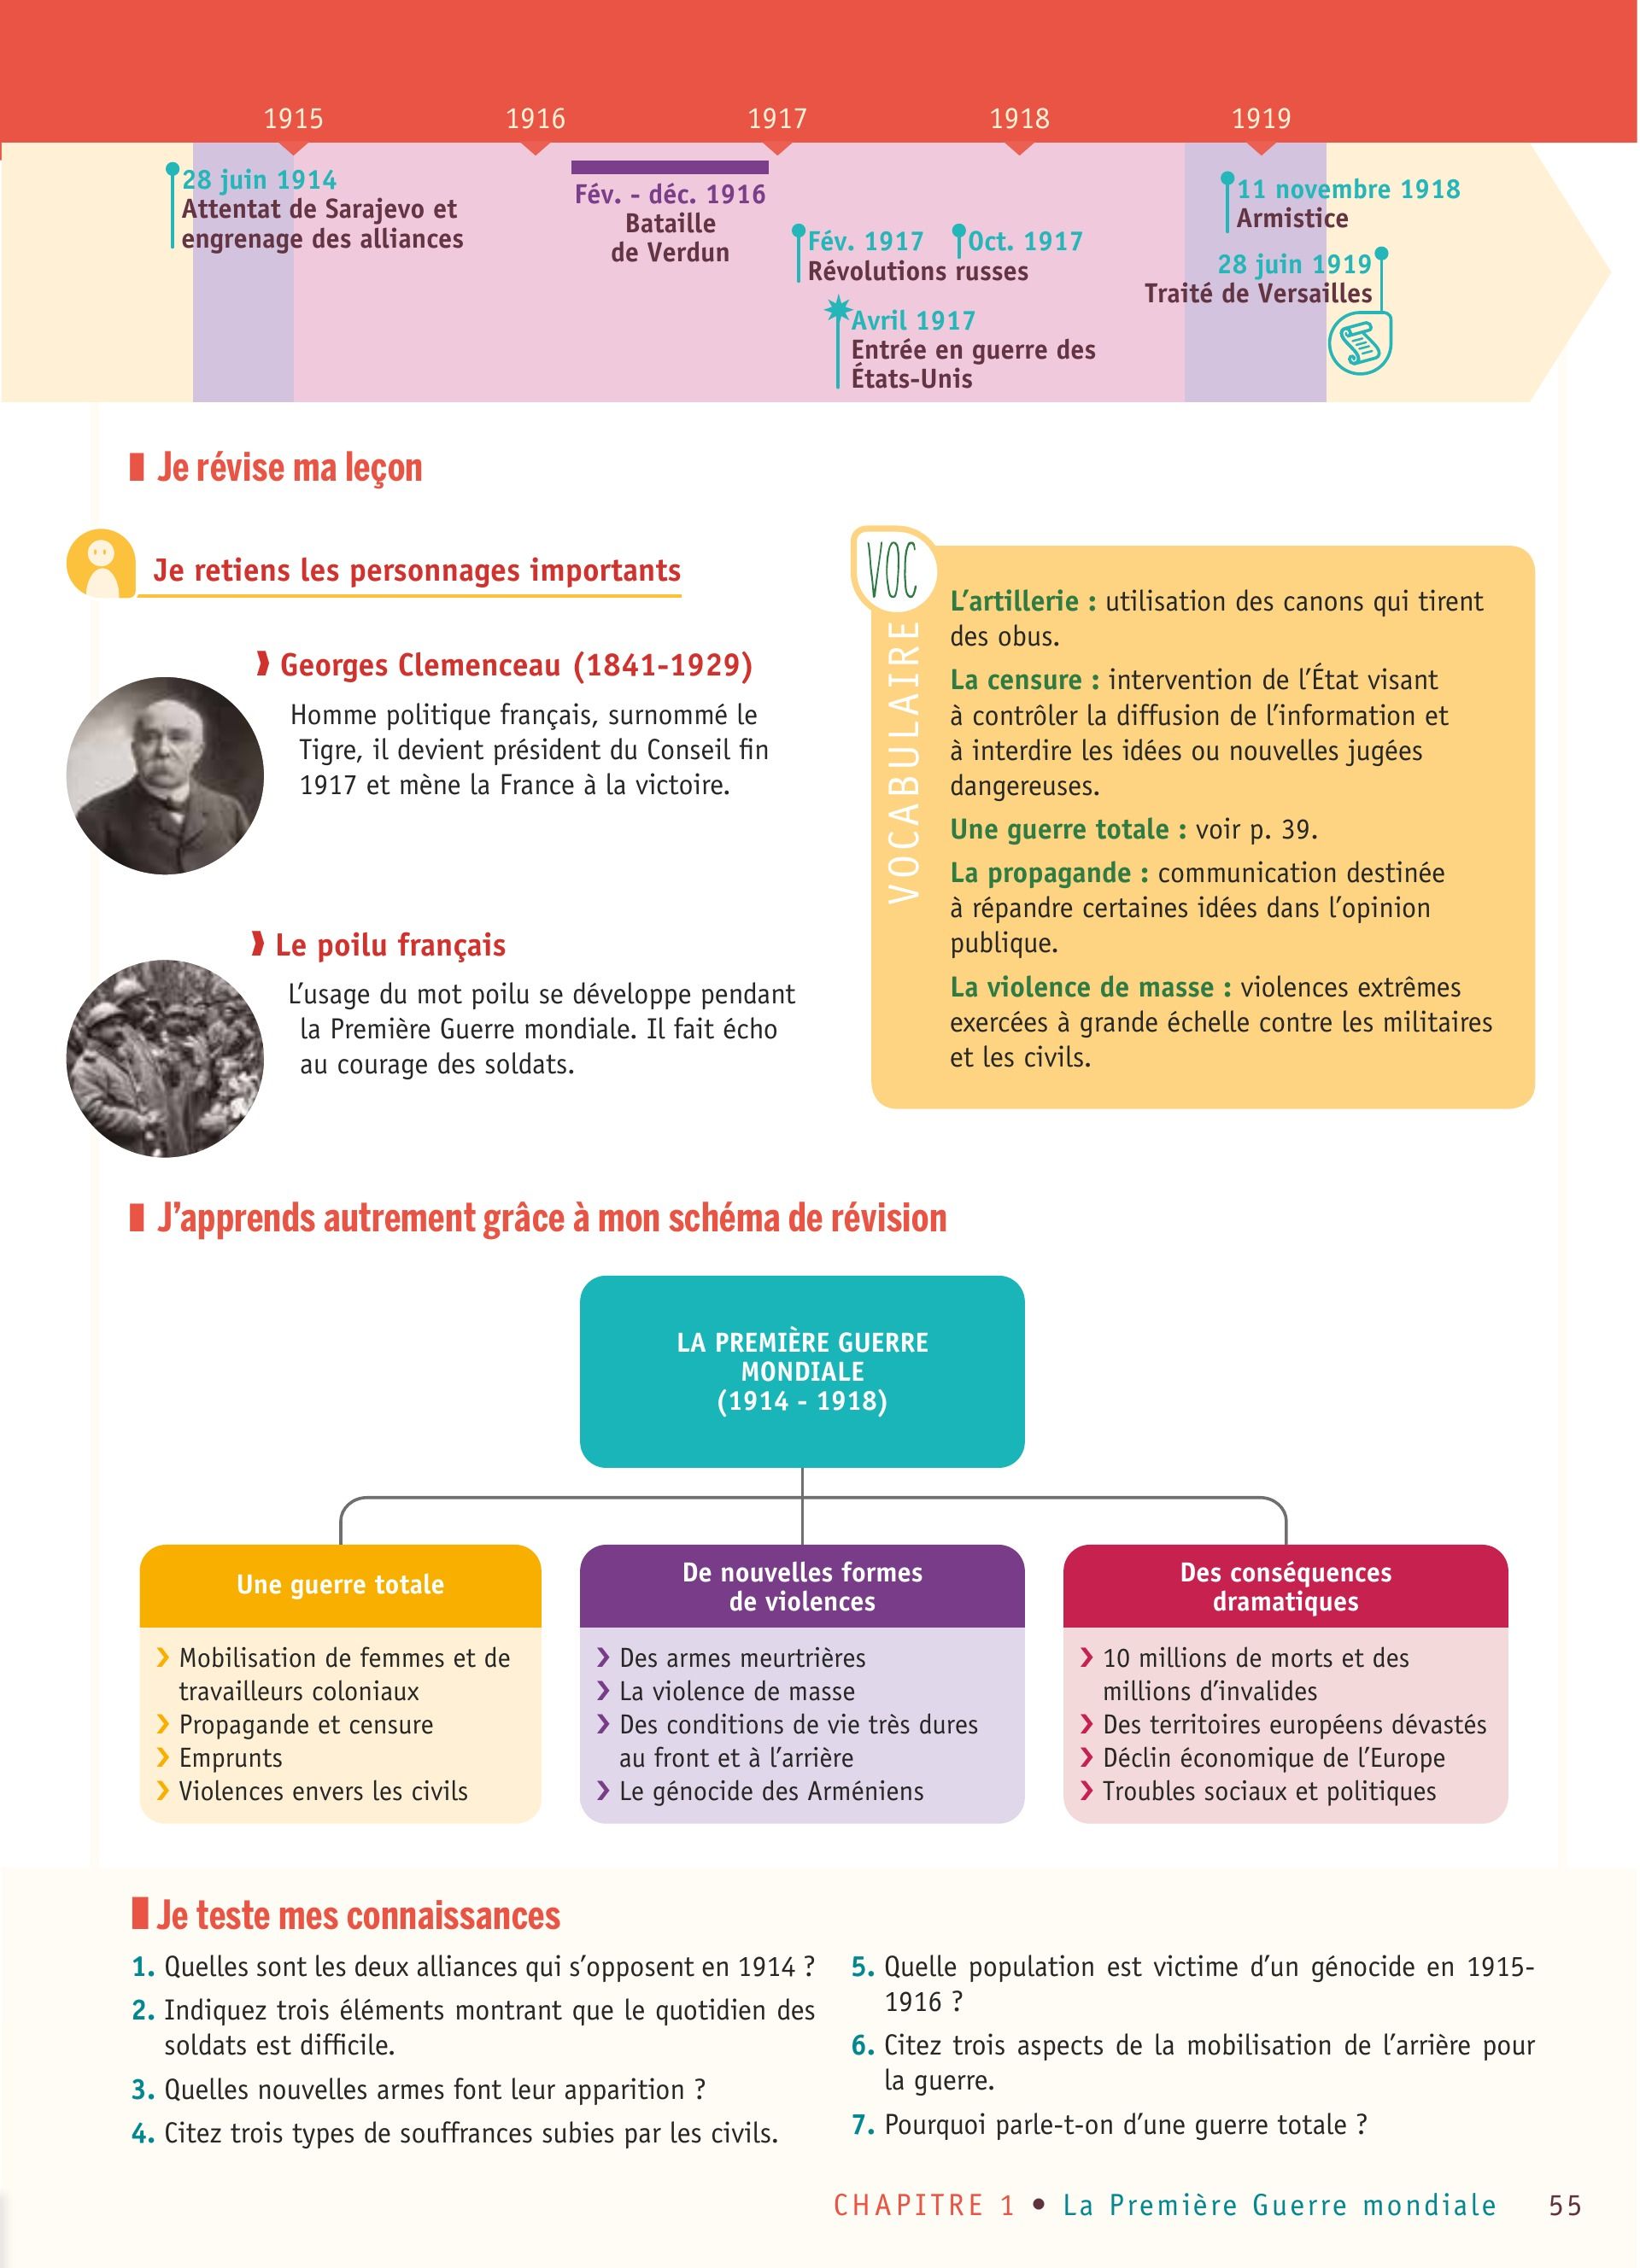 1915 1916 1917 1918 1919
28 juin 1914
Attentat de Sarajevo et
engrenage des alliances
Fév. - déc. 1916
Bataille
de Verdun
Fév. 1917 Oct. 1917
Révolutions russes
Avril 1917
Entrée en guerre des
États-Unis
11 novembre 1918
Armistice
28 juin 1919
Traité de Versailles
Je révise ma leçon
Je retiens les personnages importants
Georges Clemenceau (1841-1929)
Homme politique français, surnommé le
Tigre, il devient président du Conseil fin
1917 et mène la France à la victoire.
Le poilu français
L’usage du mot poilu se développe pendant
la Première Guerre mondiale. Il fait écho
au courage des soldats.
VOC
VOCABULAIRE
L’artillerie : utilisation des canons qui tirent
des obus.
La censure : intervention de l’État visant
à contrôler la diffusion de l’information et
à interdire les idées ou nouvelles jugées
dangereuses.
Une guerre totale : voir p. 39.
La propagande : communication destinée
à répandre certaines idées dans l’opinion
publique.
La violence de masse : violences extrêmes
exercées à grande échelle contre les militaires
et les civils.
J’apprends autrement grâce à mon schéma de révision
LA PREMIÈRE GUERRE
MONDIALE
(1914 - 1918)
Une guerre totale
Mobilisation de femmes et de
travailleurs coloniaux
Propagande et censure
Emprunts
Violences envers les civils
De nouvelles formes
de violences
Des armes meurtrières
La violence de masse
Des conditions de vie très dures
au front et à l’arrière
Le génocide des Arméniens
Des conséquences
dramatiques
10 millions de morts et des
millions d’invalides
Des territoires européens dévastés
Déclin économique de l’Europe
Troubles sociaux et politiques
Je teste mes connaissances
1. Quelles sont les deux alliances qui s’opposent en 1914 ?
2. Indiquez trois éléments montrant que le quotidien des
soldats est difficile.
3. Quelles nouvelles armes font leur apparition ?
4. Citez trois types de souffrances subies par les civils.
5. Quelle population est victime d’un génocide en 1915-
1916 ?
6. Citez trois aspects de la mobilisation de l’arrière pour
la guerre.
7. Pourquoi parle-t-on d’une guerre totale ?
CHAPITRE 1 • La Première Guerre mondiale 55